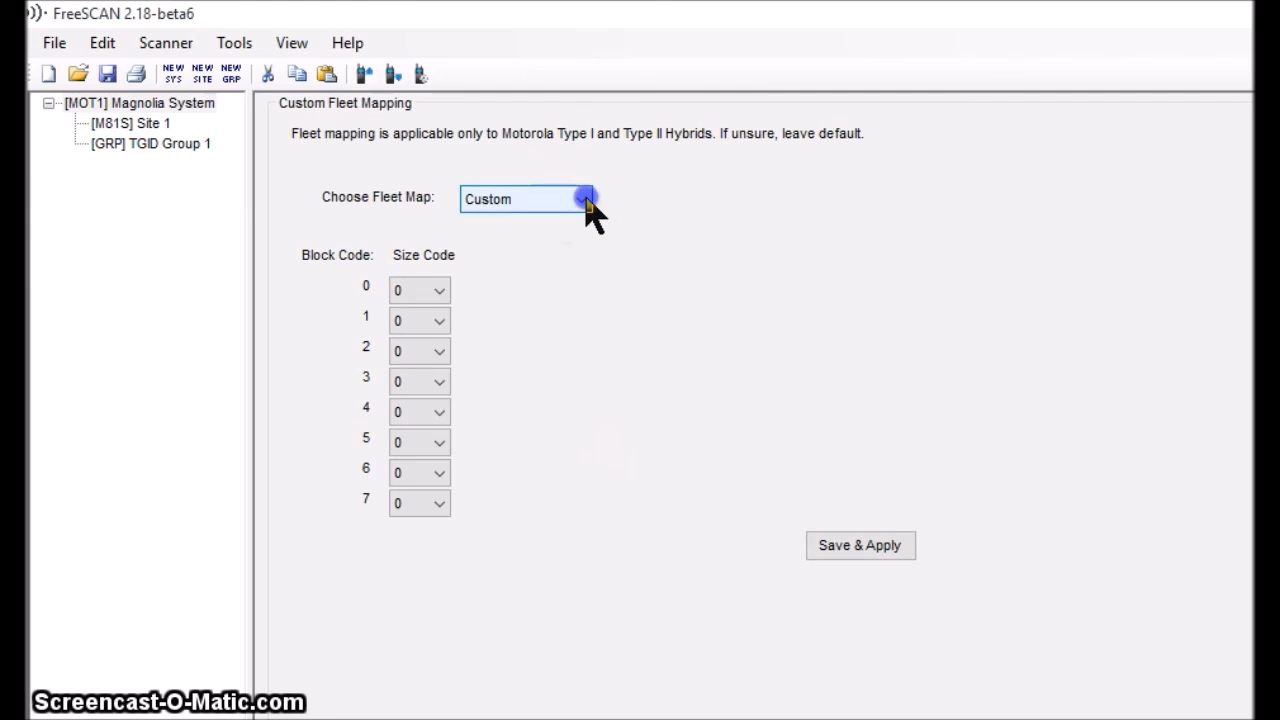 FreeSCAN 2.18-beta6
File Edit Scanner Tools View Help
NEW SYS NEW SITE NEW GRP
[MOT1] Magnolia System
[M81S] Site 1
[GRP] TGID Group 1
Custom Fleet Mapping
Fleet mapping is applicable only to Motorola Type I and Type II Hybrids. If unsure, leave default.
Choose Fleet Map: Custom
Block Code: Size Code
0 0
1 0
2 0
3 0
4 0
5 0
6 0
7 0
Save & Apply
Screencast-O-Matic.com